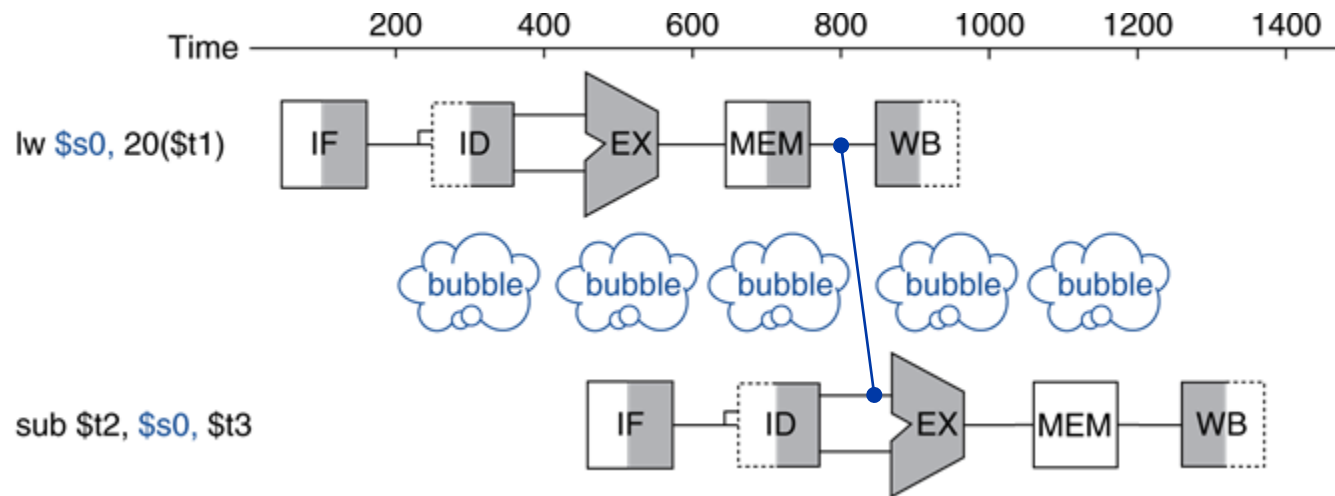 Time 200 400 600 800 1000 1200 1400
lw $s0, 20($t1) IF ID EX MEM WB
bubble bubble bubble bubble bubble
sub $t2, $s0, $t3 IF ID EX MEM WB